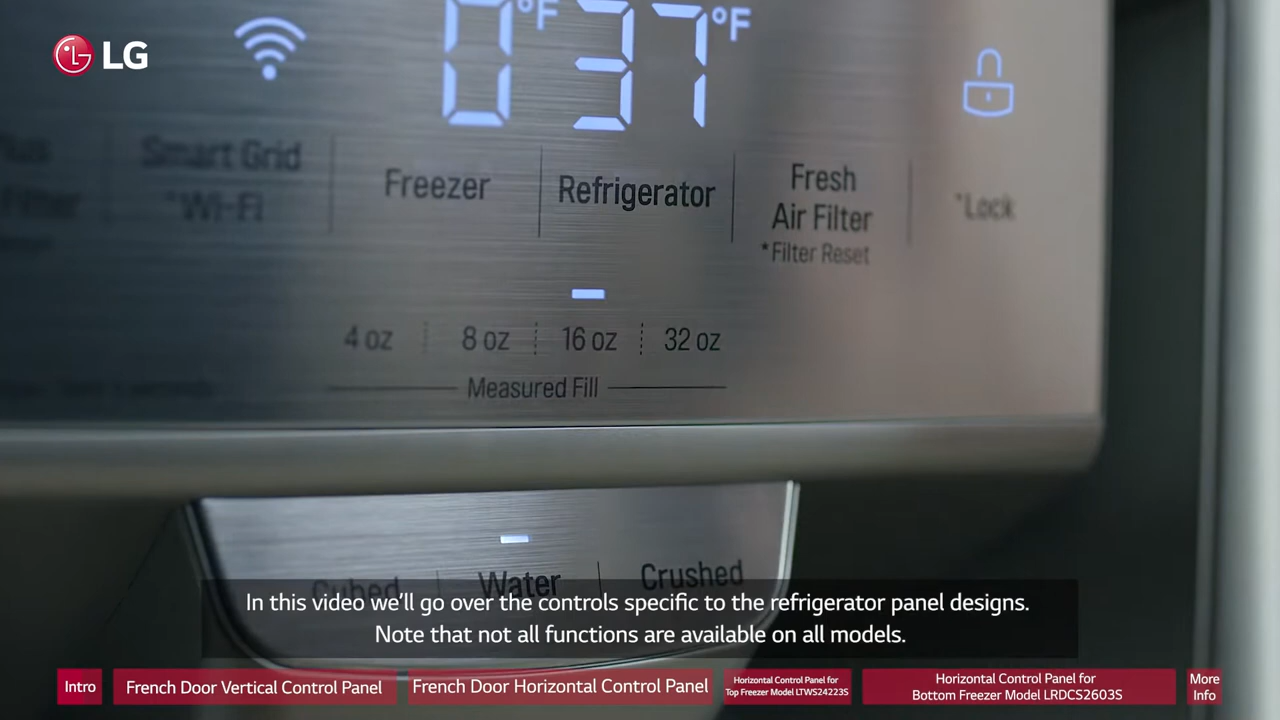 LG
0°F 37°F
Smart Grid
*Wi-Fi
Freezer
Refrigerator
Fresh
Air Filter
*Filter Reset
*Lock
4 oz
8 oz
16 oz
32 oz
Measured Fill
Cubed
Water
Crushed
In this video we'll go over the controls specific to the refrigerator panel designs.
Note that not all functions are available on all models.
Intro
French Door Vertical Control Panel
French Door Horizontal Control Panel
Horizontal Control Panel for
Top Freezer Model LTWS24223S
Horizontal Control Panel for
Bottom Freezer Model LRDCS2603S
More
Info